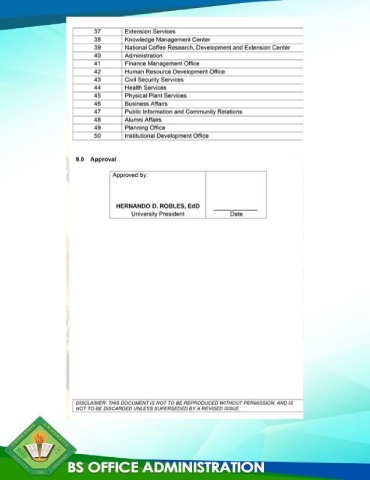 37 Extension Services
38 Knowledge Management Center
39 National Coffee Research, Development and Extension Center
40 Administration
41 Finance Management Office
42 Human Resource Development Office
43 Civil Security Services
44 Health Services
45 Physical Plant Services
46 Business Affairs
47 Public Information and Community Relations
48 Alumni Affairs
49 Planning Office
50 Institutional Development Office
9.0 Approval
Approved by:
HERNANDO D. ROBLES, EdD
University President Date
DISCLAIMER: THIS DOCUMENT IS NOT TO BE REPRODUCED WITHOUT PERMISSION, AND IS
NOT TO BE DISCARDED UNLESS SUPERSEDED BY A REVISED ISSUE
BS OFFICE ADMINISTRATION